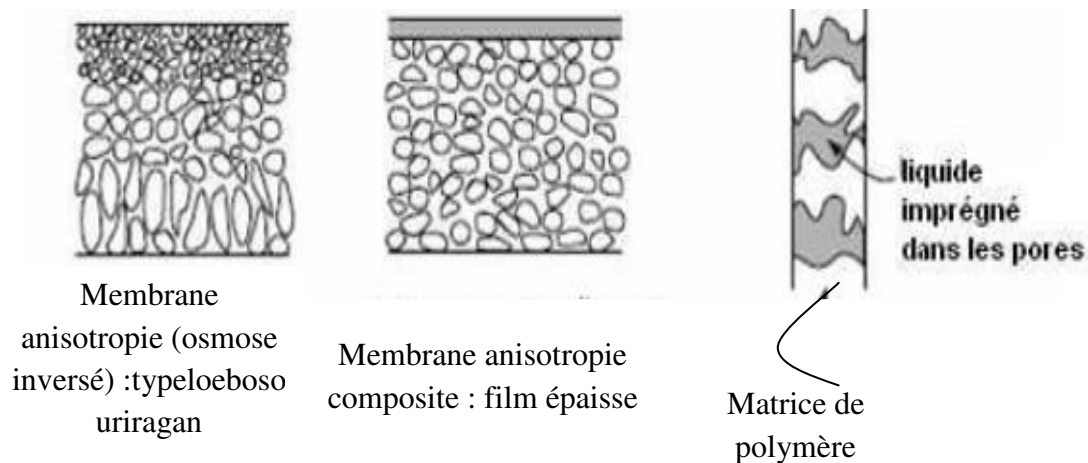 liquide
imprégné
dans les pores
Membrane
anisotropie (osmose
inversé) :typeloeboso
uriragan
Membrane anisotropie
composite : film épaisse
Matrice de
polymère